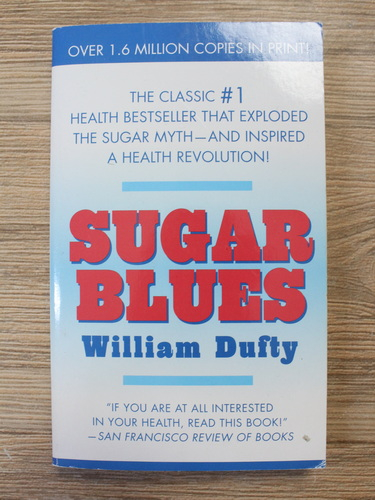 OVER 1.6 MILLION COPIES IN PRINT!
THE CLASSIC #1
HEALTH BESTSELLER THAT EXPLODED
THE SUGAR MYTH—AND INSPIRED
A HEALTH REVOLUTION!
SUGAR
BLUES
William Dufty
"IF YOU ARE AT ALL INTERESTED
IN YOUR HEALTH, READ THIS BOOK!"
—SAN FRANCISCO REVIEW OF BOOKS